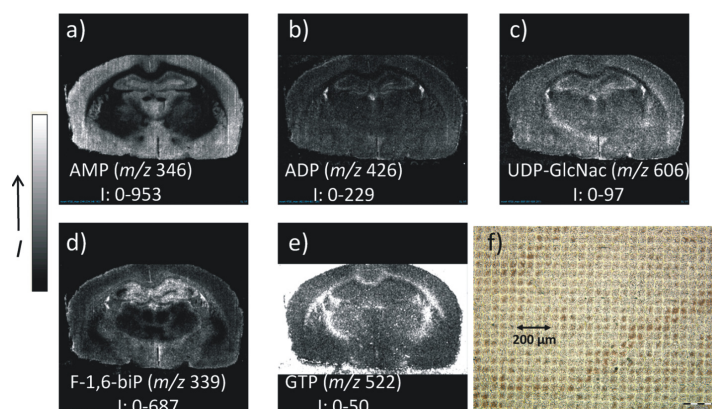 a)
AMP (m/z 346)
I: 0-953
b)
ADP (m/z 426)
I: 0-229
c)
UDP-GlcNac (m/z 606)
I: 0-97
I
d)
F-1,6-biP (m/z 339)
I: 0-687
e)
GTP (m/z 522)
I: 0-50
f)
200 µm